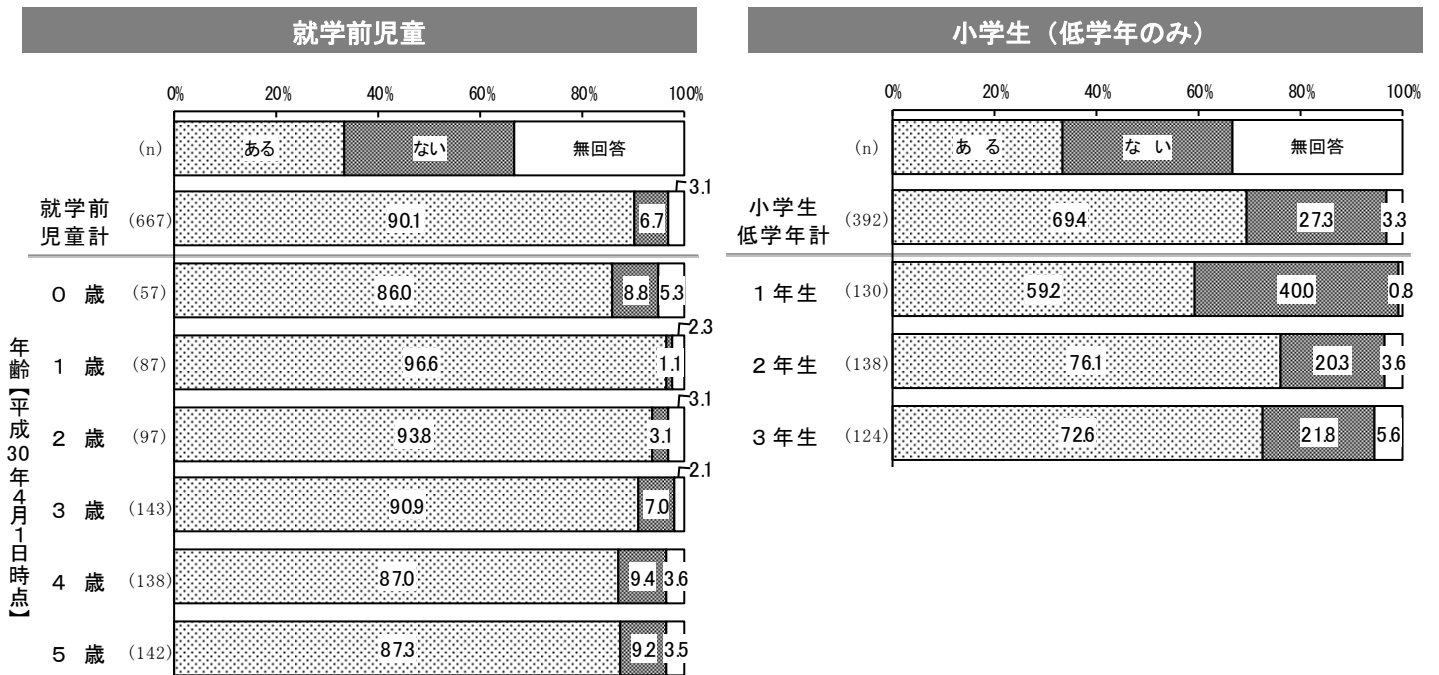 就学前児童
0% 20% 40% 60% 80% 100%
(n) ある ない 無回答
3.1
就学前
児童計 (667) 90.1 6.7
0 歳 (57) 86.0 8.8 5.3
2.3
1 歳 (87) 96.6 1.1
3.1
2 歳 (97) 93.8 3.1
2.1
3 歳 (143) 90.9 7.0
4 歳 (138) 87.0 9.4 3.6
5 歳 (142) 87.3 9.2 3.5
年齢【平成30年4月1日時点】
小学生（低学年のみ）
0% 20% 40% 60% 80% 100%
(n) あ る な い 無回答
小学生
低学年計 (392) 69.4 27.3 3.3
1年生 (130) 59.2 40.0 0.8
2年生 (138) 76.1 20.3 3.6
3年生 (124) 72.6 21.8 5.6